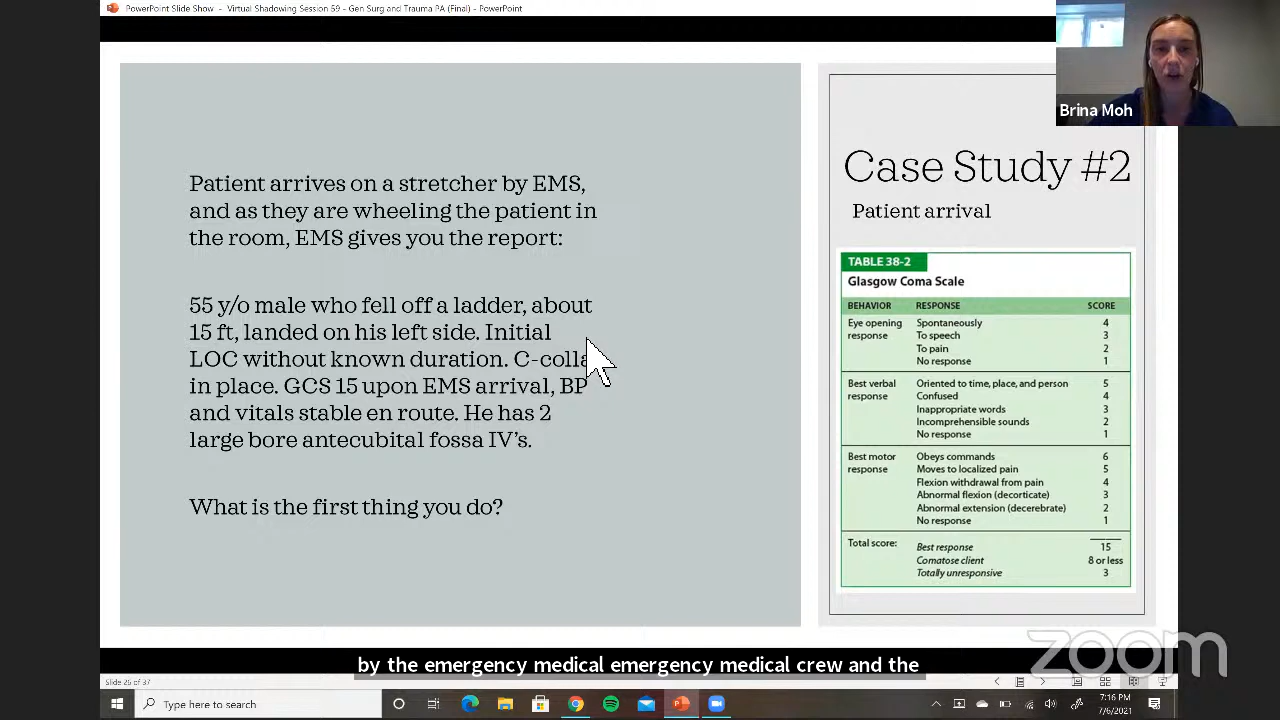 PowerPoint Slide Show - Virtual Shadowing Session 59 - Gen Surg and Trauma PA (Final) - PowerPoint
Brina Moh
Patient arrives on a stretcher by EMS,
and as they are wheeling the patient in
the room, EMS gives you the report:
55 y/o male who fell off a ladder, about
15 ft, landed on his left side. Initial
LOC without known duration. C-colla
in place. GCS 15 upon EMS arrival, BP
and vitals stable en route. He has 2
large bore antecubital fossa IV's.
What is the first thing you do?
Case Study #2
Patient arrival
TABLE 38-2
Glasgow Coma Scale
BEHAVIOR RESPONSE SCORE
Eye opening Spontaneously 4
response To speech 3
To pain 2
No response 1
Best verbal Oriented to time, place, and person 5
response Confused 4
Inappropriate words 3
Incomprehensible sounds 2
No response 1
Best motor Obeys commands 6
response Moves to localized pain 5
Flexion withdrawal from pain 4
Abnormal flexion (decorticate) 3
Abnormal extension (decerebrate) 2
No response 1
Total score: Best response 15
Comatose client 8 or less
Totally unresponsive 3
zoom
by the emergency medical emergency medical crew and the
Slide 26 of 37
Type here to search
7:16 PM
7/6/2021